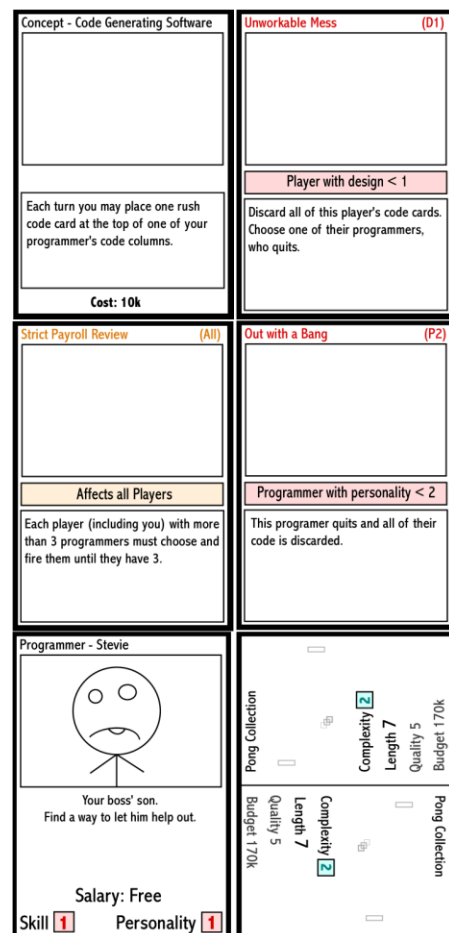 Concept - Code Generating Software
Each turn you may place one rush
code card at the top of one of your
programmer's code columns.
Cost: 10k
Unworkable Mess (D1)
Player with design < 1
Discard all of this player's code cards.
Choose one of their programmers,
who quits.
Strict Payroll Review (All)
Affects all Players
Each player (including you) with more
than 3 programmers must choose and
fire them until they have 3.
Out with a Bang (P2)
Programmer with personality < 2
This programer quits and all of their
code is discarded.
Programmer - Stevie
Your boss' son.
Find a way to let him help out.
Salary: Free
Skill 1 Personality 1
Pong Collection
Complexity 2
Length 7
Quality 5
Budget 170k
Pong Collection
Complexity 2
Length 7
Quality 5
Budget 170k